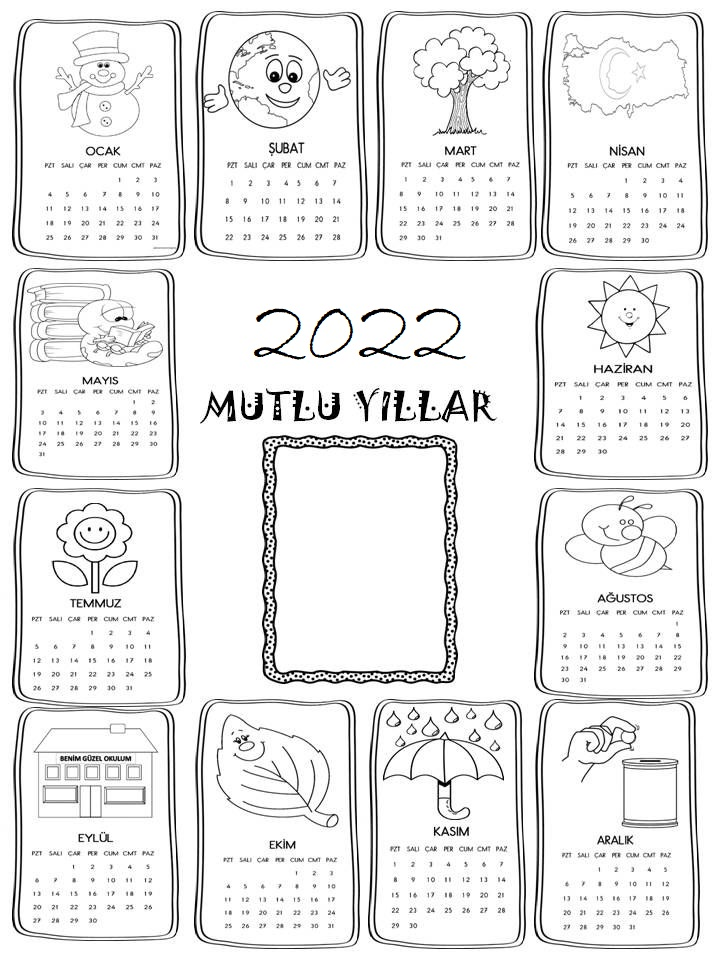 OCAK
PZT SALI ÇAR PER CUM CMT PAZ
1 2 3
4 5 6 7 8 9 10
11 12 13 14 15 16 17
18 19 20 21 22 23 24
25 26 27 28 29 30 31
ŞUBAT
PZT SALI ÇAR PER CUM CMT PAZ
1 2 3 4 5 6 7
8 9 10 11 12 13 14
15 16 17 18 19 20 21
22 23 24 25 26 27 28
MART
PZT SALI ÇAR PER CUM CMT PAZ
1 2 3 4 5 6 7
8 9 10 11 12 13 14
15 16 17 18 19 20 21
22 23 24 25 26 27 28
29 30 31
NİSAN
PZT SALI ÇAR PER CUM CMT PAZ
1 2 3 4
5 6 7 8 9 10 11
12 13 14 15 16 17 18
19 20 21 22 23 24 25
26 27 28 29 30
MAYIS
PZT SALI ÇAR PER CUM CMT PAZ
1 2
3 4 5 6 7 8 9
10 11 12 13 14 15 16
17 18 19 20 21 22 23
24 25 26 27 28 29 30
31
2022
MUTLU YILLAR
HAZİRAN
PZT SALI ÇAR PER CUM CMT PAZ
1 2 3 4 5 6
7 8 9 10 11 12 13
14 15 16 17 18 19 20
21 22 23 24 25 26 27
28 29 30
TEMMUZ
PZT SALI ÇAR PER CUM CMT PAZ
1 2 3 4
5 6 7 8 9 10 11
12 13 14 15 16 17 18
19 20 21 22 23 24 25
26 27 28 29 30 31
AĞUSTOS
PZT SALI ÇAR PER CUM CMT PAZ
1
2 3 4 5 6 7 8
9 10 11 12 13 14 15
16 17 18 19 20 21 22
23 24 25 26 27 28 29
30 31
BENİM GÜZEL OKULUM
EYLÜL
PZT SALI ÇAR PER CUM CMT PAZ
1 2 3 4 5
6 7 8 9 10 11 12
13 14 15 16 17 18 19
20 21 22 23 24 25 26
27 28 29 30
EKİM
PZT SALI ÇAR PER CUM CMT PAZ
1 2 3
4 5 6 7 8 9 10
11 12 13 14 15 16 17
18 19 20 21 22 23 24
25 26 27 28 29 30 31
KASIM
PZT SALI ÇAR PER CUM CMT PAZ
1 2 3 4 5 6 7
8 9 10 11 12 13 14
15 16 17 18 19 20 21
22 23 24 25 26 27 28
29 30
ARALIK
PZT SALI ÇAR PER CUM CMT PAZ
1 2 3 4 5
6 7 8 9 10 11 12
13 14 15 16 17 18 19
20 21 22 23 24 25 26
27 28 29 30 31